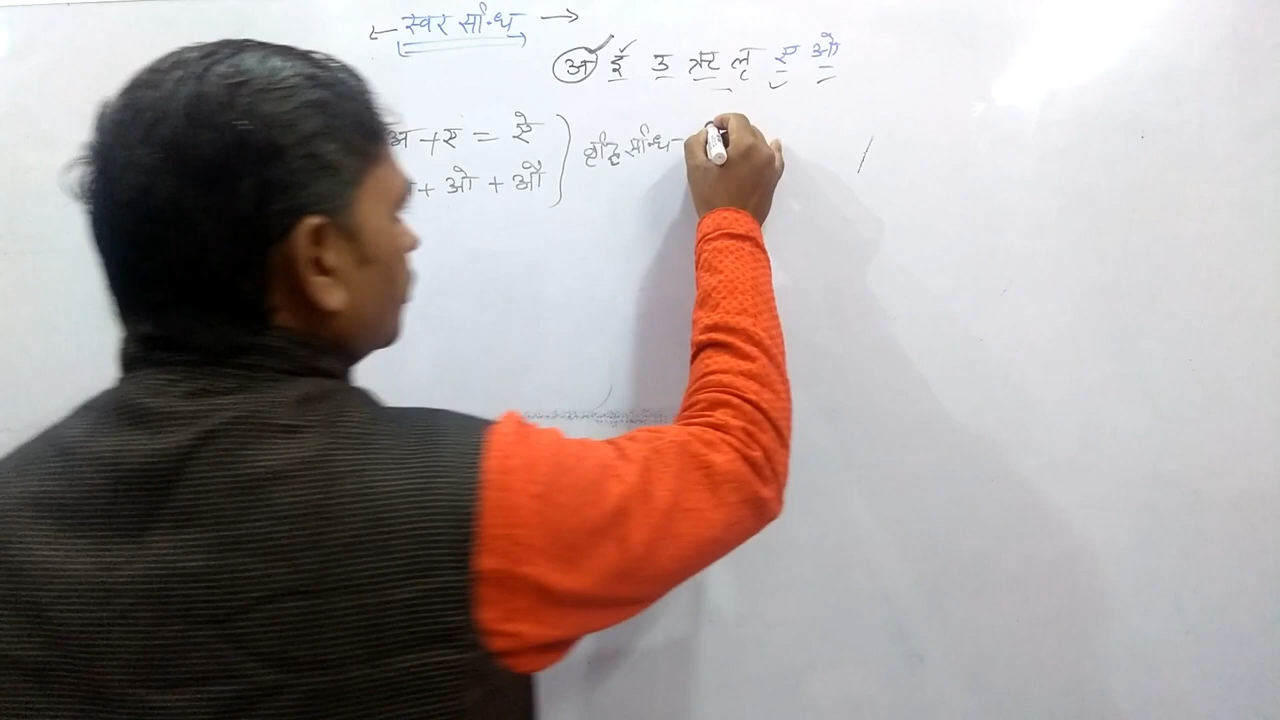 स्वर सन्धि
अ ई उ ऋ लृ ए ओ
अ + ए = ऐ
+ ओ + औ
वृद्धि सन्धि -